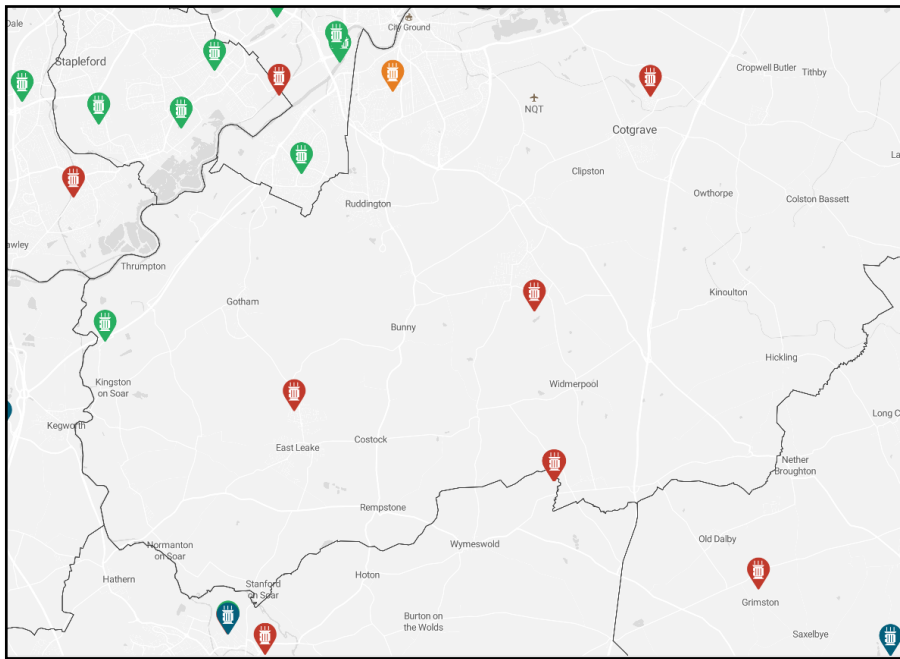 Dale
City Ground
Stapleford
Cropwell Butler
Tithby
NQT
Cotgrave
La
Clipston
Owthorpe
Colston Bassett
Ruddington
awley
Thrumpton
Kinoulton
Gotham
Bunny
Hickling
Kingston
on Soar
Widmerpool
Long C
Kegworth
Costock
East Leake
Nether
Broughton
Rempstone
Old Dalby
Normanton
on Soar
Wymeswold
Hathern
Hoton
Stanford
on Soar
Grimston
Burton on
the Wolds
Saxelbye